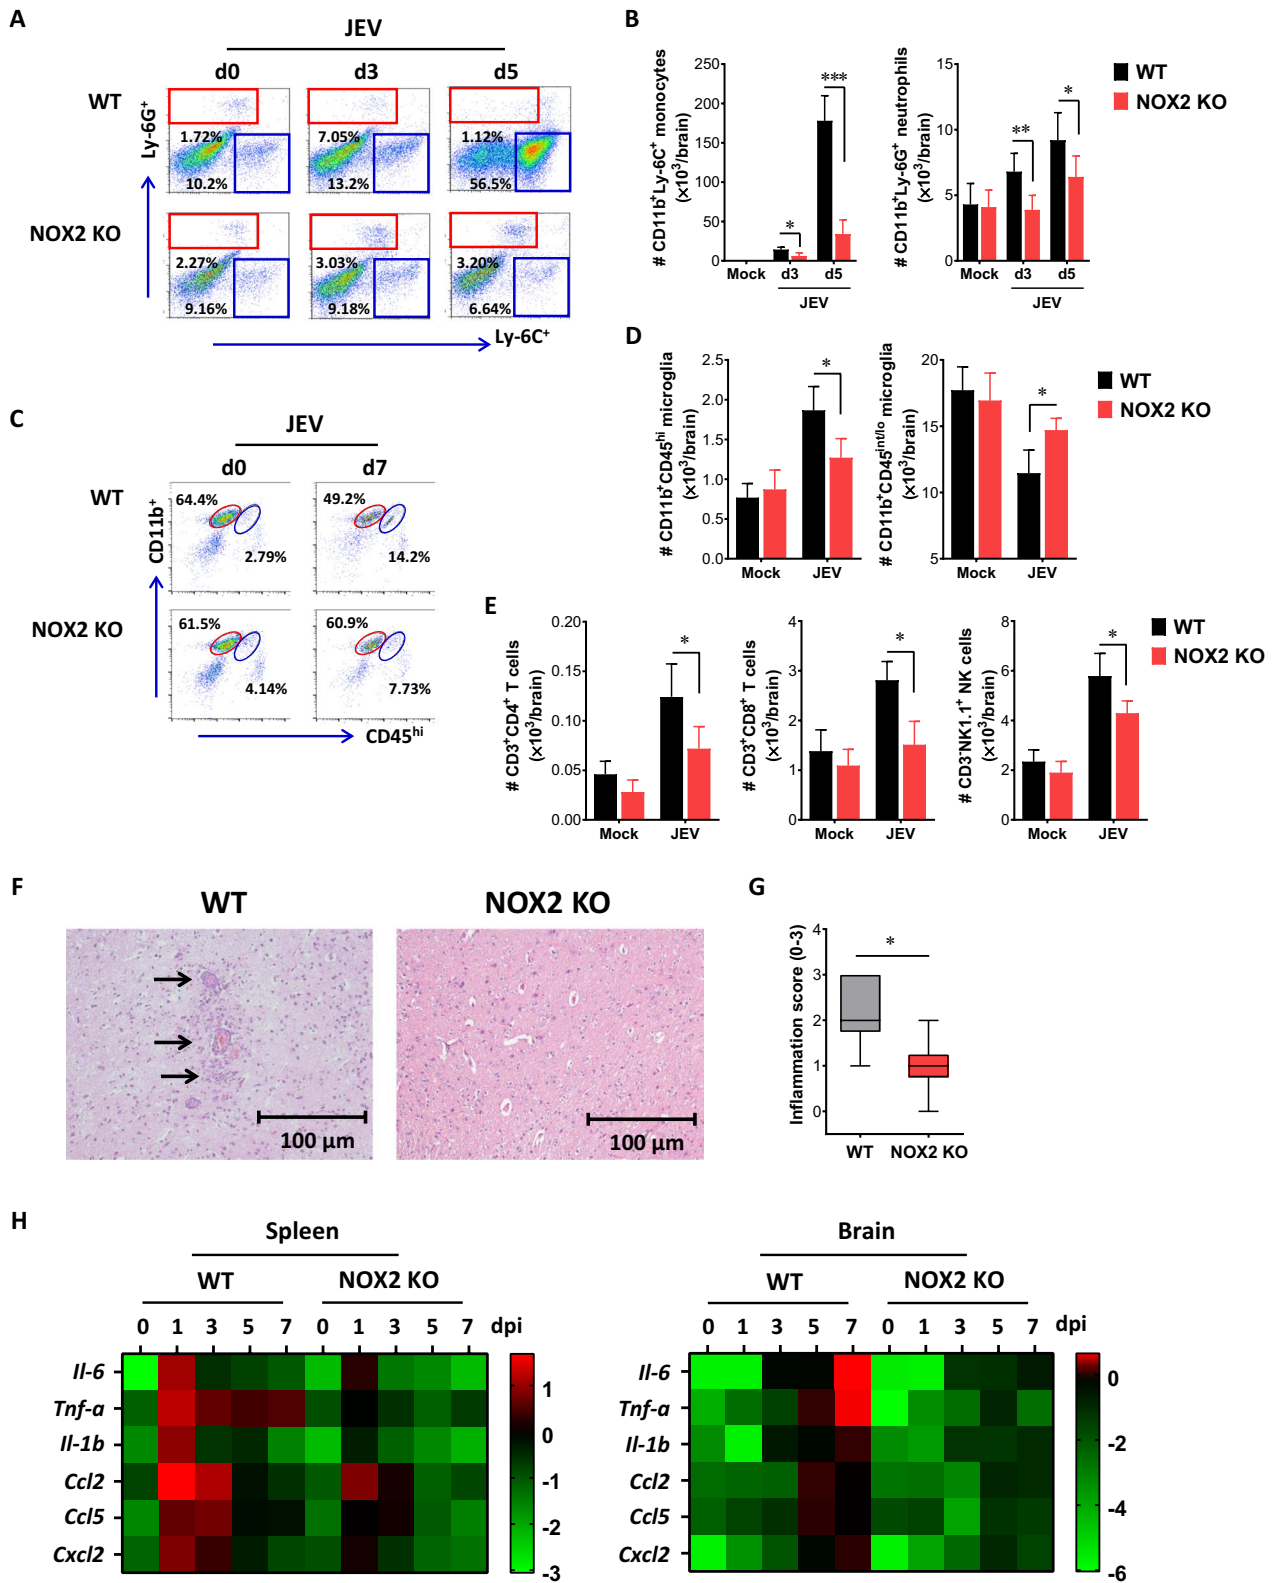 A
JEV
d0 d3 d5
WT
NOX2 KO
Ly-6G+
1.72% 7.05% 1.12%
10.2% 13.2% 56.5%
2.27% 3.03% 3.20%
9.16% 9.18% 6.64%
Ly-6C+
B
# CD11b+Ly-6C+ monocytes
(×10³/brain)
250
200
150
100
50
0
Mock d3 d5
JEV
* ***
# CD11b+Ly-6G+ neutrophils
(×10³/brain)
15
10
5
0
Mock d3 d5
JEV
** *
WT
NOX2 KO
C
JEV
d0 d7
WT
NOX2 KO
CD11b+
64.4% 49.2%
2.79% 14.2%
61.5% 60.9%
4.14% 7.73%
CD45hi
D
# CD11b+CD45hi microglia
(×10³/brain)
2.5
2.0
1.5
1.0
0.5
0.0
Mock JEV
*
# CD11b+CD45int/lo microglia
(×10³/brain)
20
15
10
5
Mock JEV
*
WT
NOX2 KO
E
# CD3+CD4+ T cells
(×10³/brain)
0.20
0.15
0.10
0.05
0.00
Mock JEV
*
# CD3+CD8+ T cells
(×10³/brain)
4
3
2
1
0
Mock JEV
*
# CD3-NK1.1+ NK cells
(×10³/brain)
8
6
4
2
0
Mock JEV
*
WT
NOX2 KO
F
WT NOX2 KO
100 µm 100 µm
G
Inflammation score (0-3)
4
3
2
1
0
*
WT NOX2 KO
H
Spleen
WT NOX2 KO
0 1 3 5 7 0 1 3 5 7 dpi
Il-6
Tnf-a
Il-1b
Ccl2
Ccl5
Cxcl2
1
0
-1
-2
-3
Brain
WT NOX2 KO
0 1 3 5 7 0 1 3 5 7 dpi
Il-6
Tnf-a
Il-1b
Ccl2
Ccl5
Cxcl2
0
-2
-4
-6